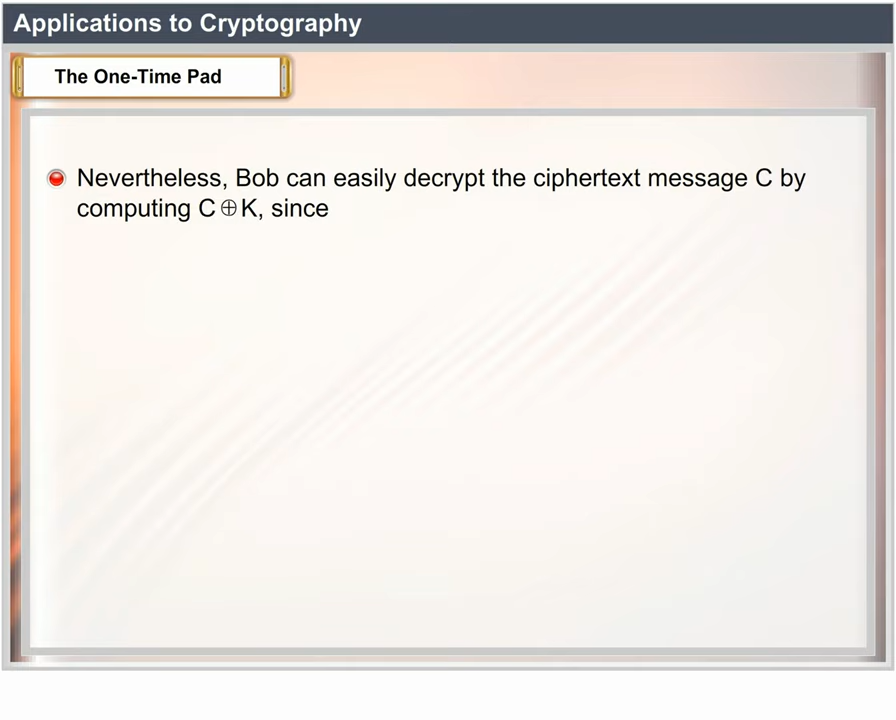 Applications to Cryptography
The One-Time Pad
Nevertheless, Bob can easily decrypt the ciphertext message C by
computing C ⊕ K, since